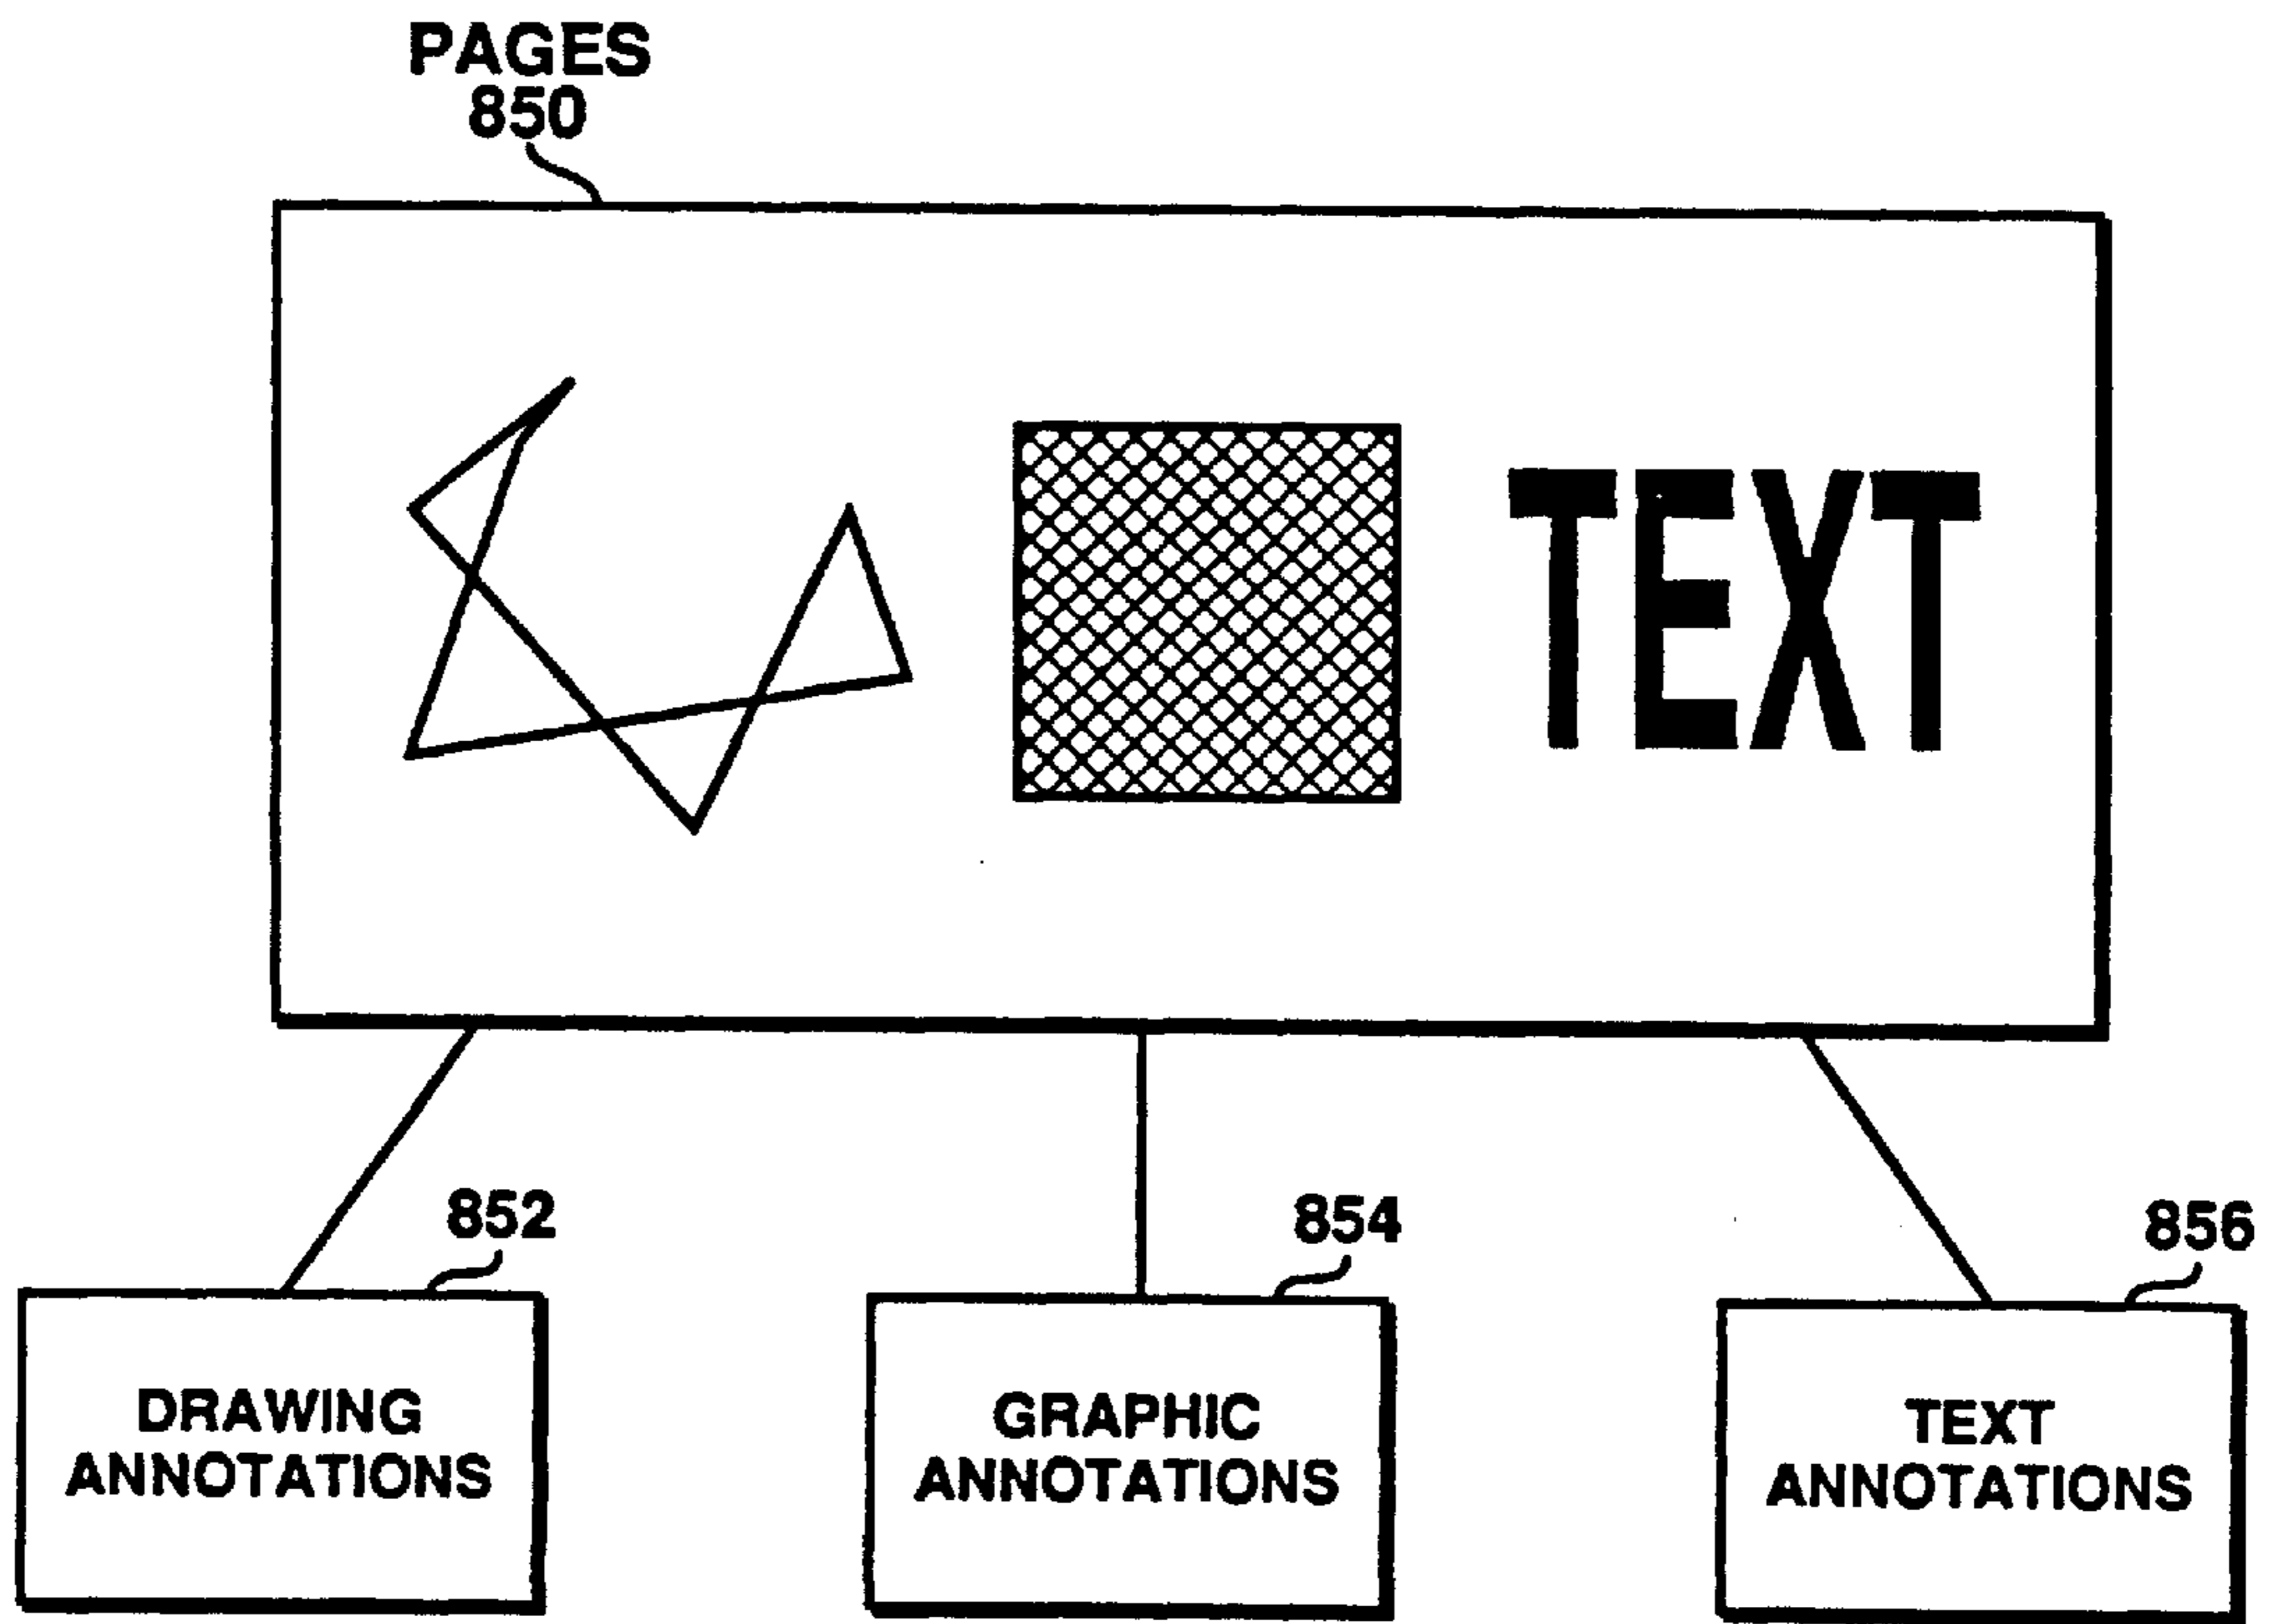 PAGES
850
TEXT
852
854
856
DRAWING
ANNOTATIONS
GRAPHIC
ANNOTATIONS
TEXT
ANNOTATIONS